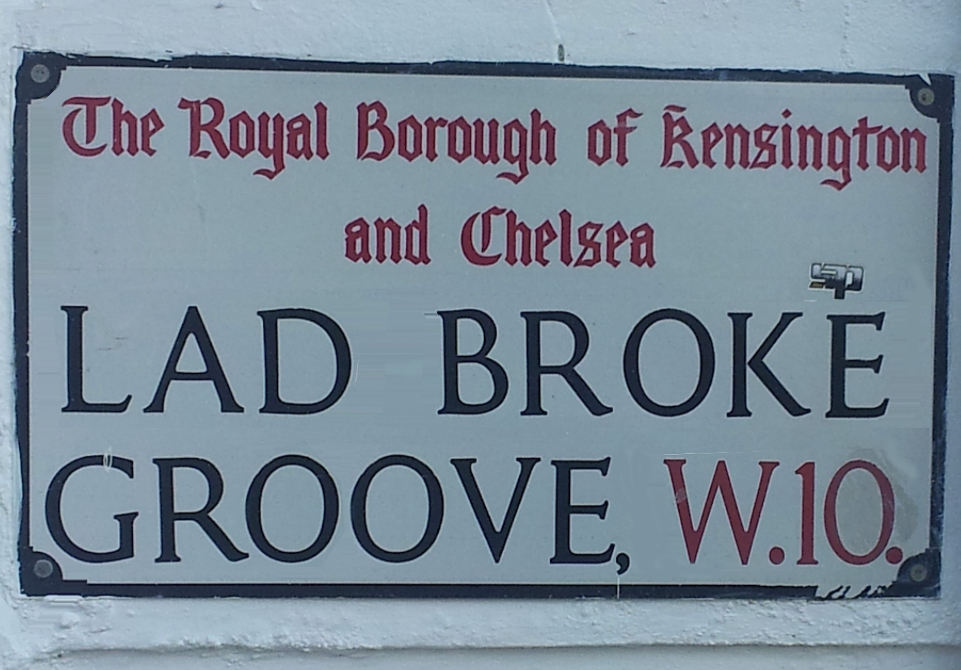 The Royal Borough of Kensington
and Chelsea
LAD BROKE
GROOVE, W.10.